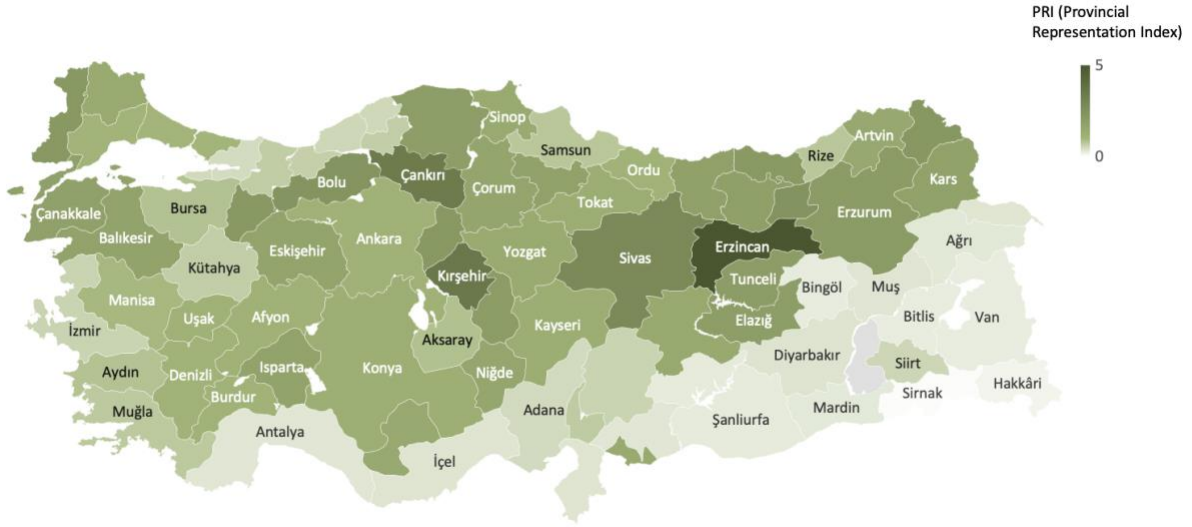 PRI (Provincial
Representation Index)
5
0
Sinop
Samsun
Artvin
Rize
Ordu
Kars
Çankırı
Bolu
Çorum
Tokat
Erzurum
Çanakkale
Bursa
Balıkesir
Eskişehir
Ankara
Yozgat
Sivas
Erzincan
Ağrı
Kütahya
Kırşehir
Tunceli
Bingöl
Muş
Manisa
Uşak
Afyon
Kayseri
Elazığ
Bitlis
Van
İzmir
Aksaray
Diyarbakır
Siirt
Aydın
Denizli
Isparta
Konya
Niğde
Hakkâri
Sirnak
Burdur
Muğla
Adana
Mardin
Şanliurfa
Antalya
İçel